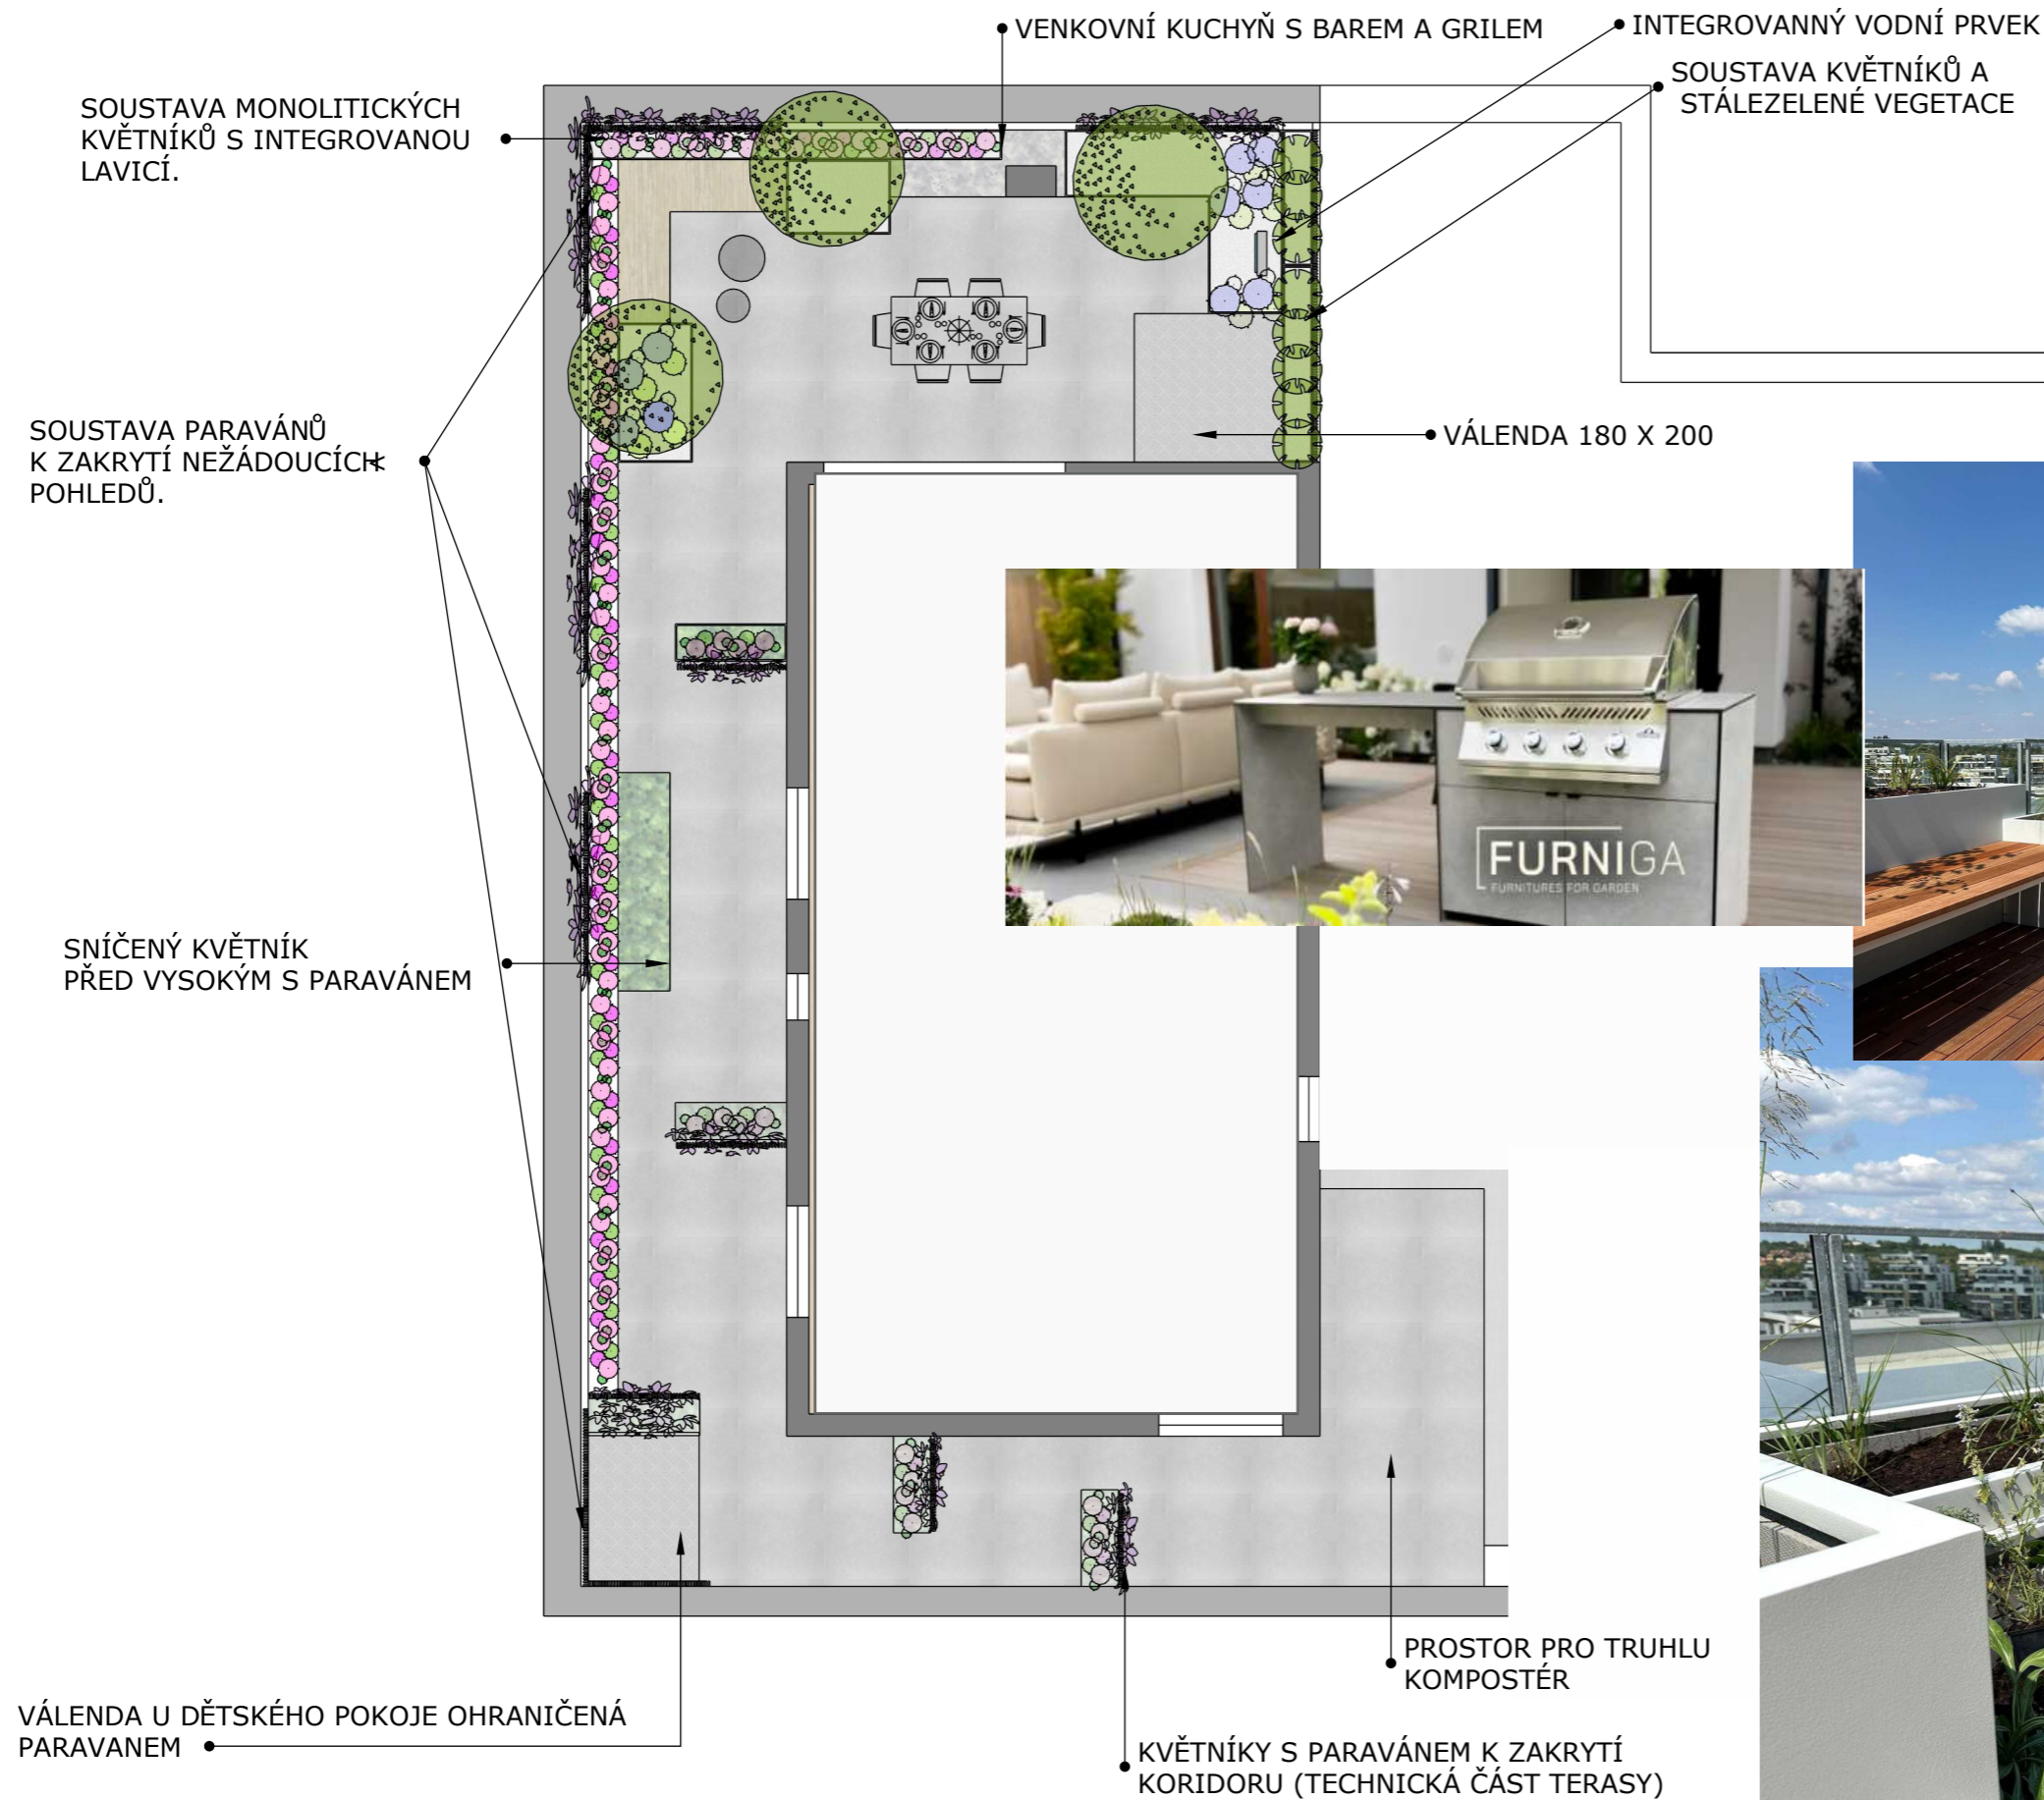 VENKOVNÍ KUCHYŇ S BAREM A GRILEM
INTEGROVANNÝ VODNÍ PRVEK
SOUSTAVA KVĚTNÍKŮ A
STÁLEZELENÉ VEGETACE
SOUSTAVA MONOLITICKÝCH
KVĚTNÍKŮ S INTEGROVANOU
LAVICÍ.
SOUSTAVA PARAVÁNŮ
K ZAKRYTÍ NEŽÁDOUCÍCH
POHLEDŮ.
VÁLENDA 180 X 200
FURNIGA
FURNITURES FOR GARDEN
SNÍČENÝ KVĚTNÍK
PŘED VYSOKÝM S PARAVÁNEM
PROSTOR PRO TRUHLU
KOMPOSTÉR
VÁLENDA U DĚTSKÉHO POKOJE OHRANIČENÁ
PARAVANEM
KVĚTNÍKY S PARAVÁNEM K ZAKRYTÍ
KORIDORU (TECHNICKÁ ČÁST TERASY)